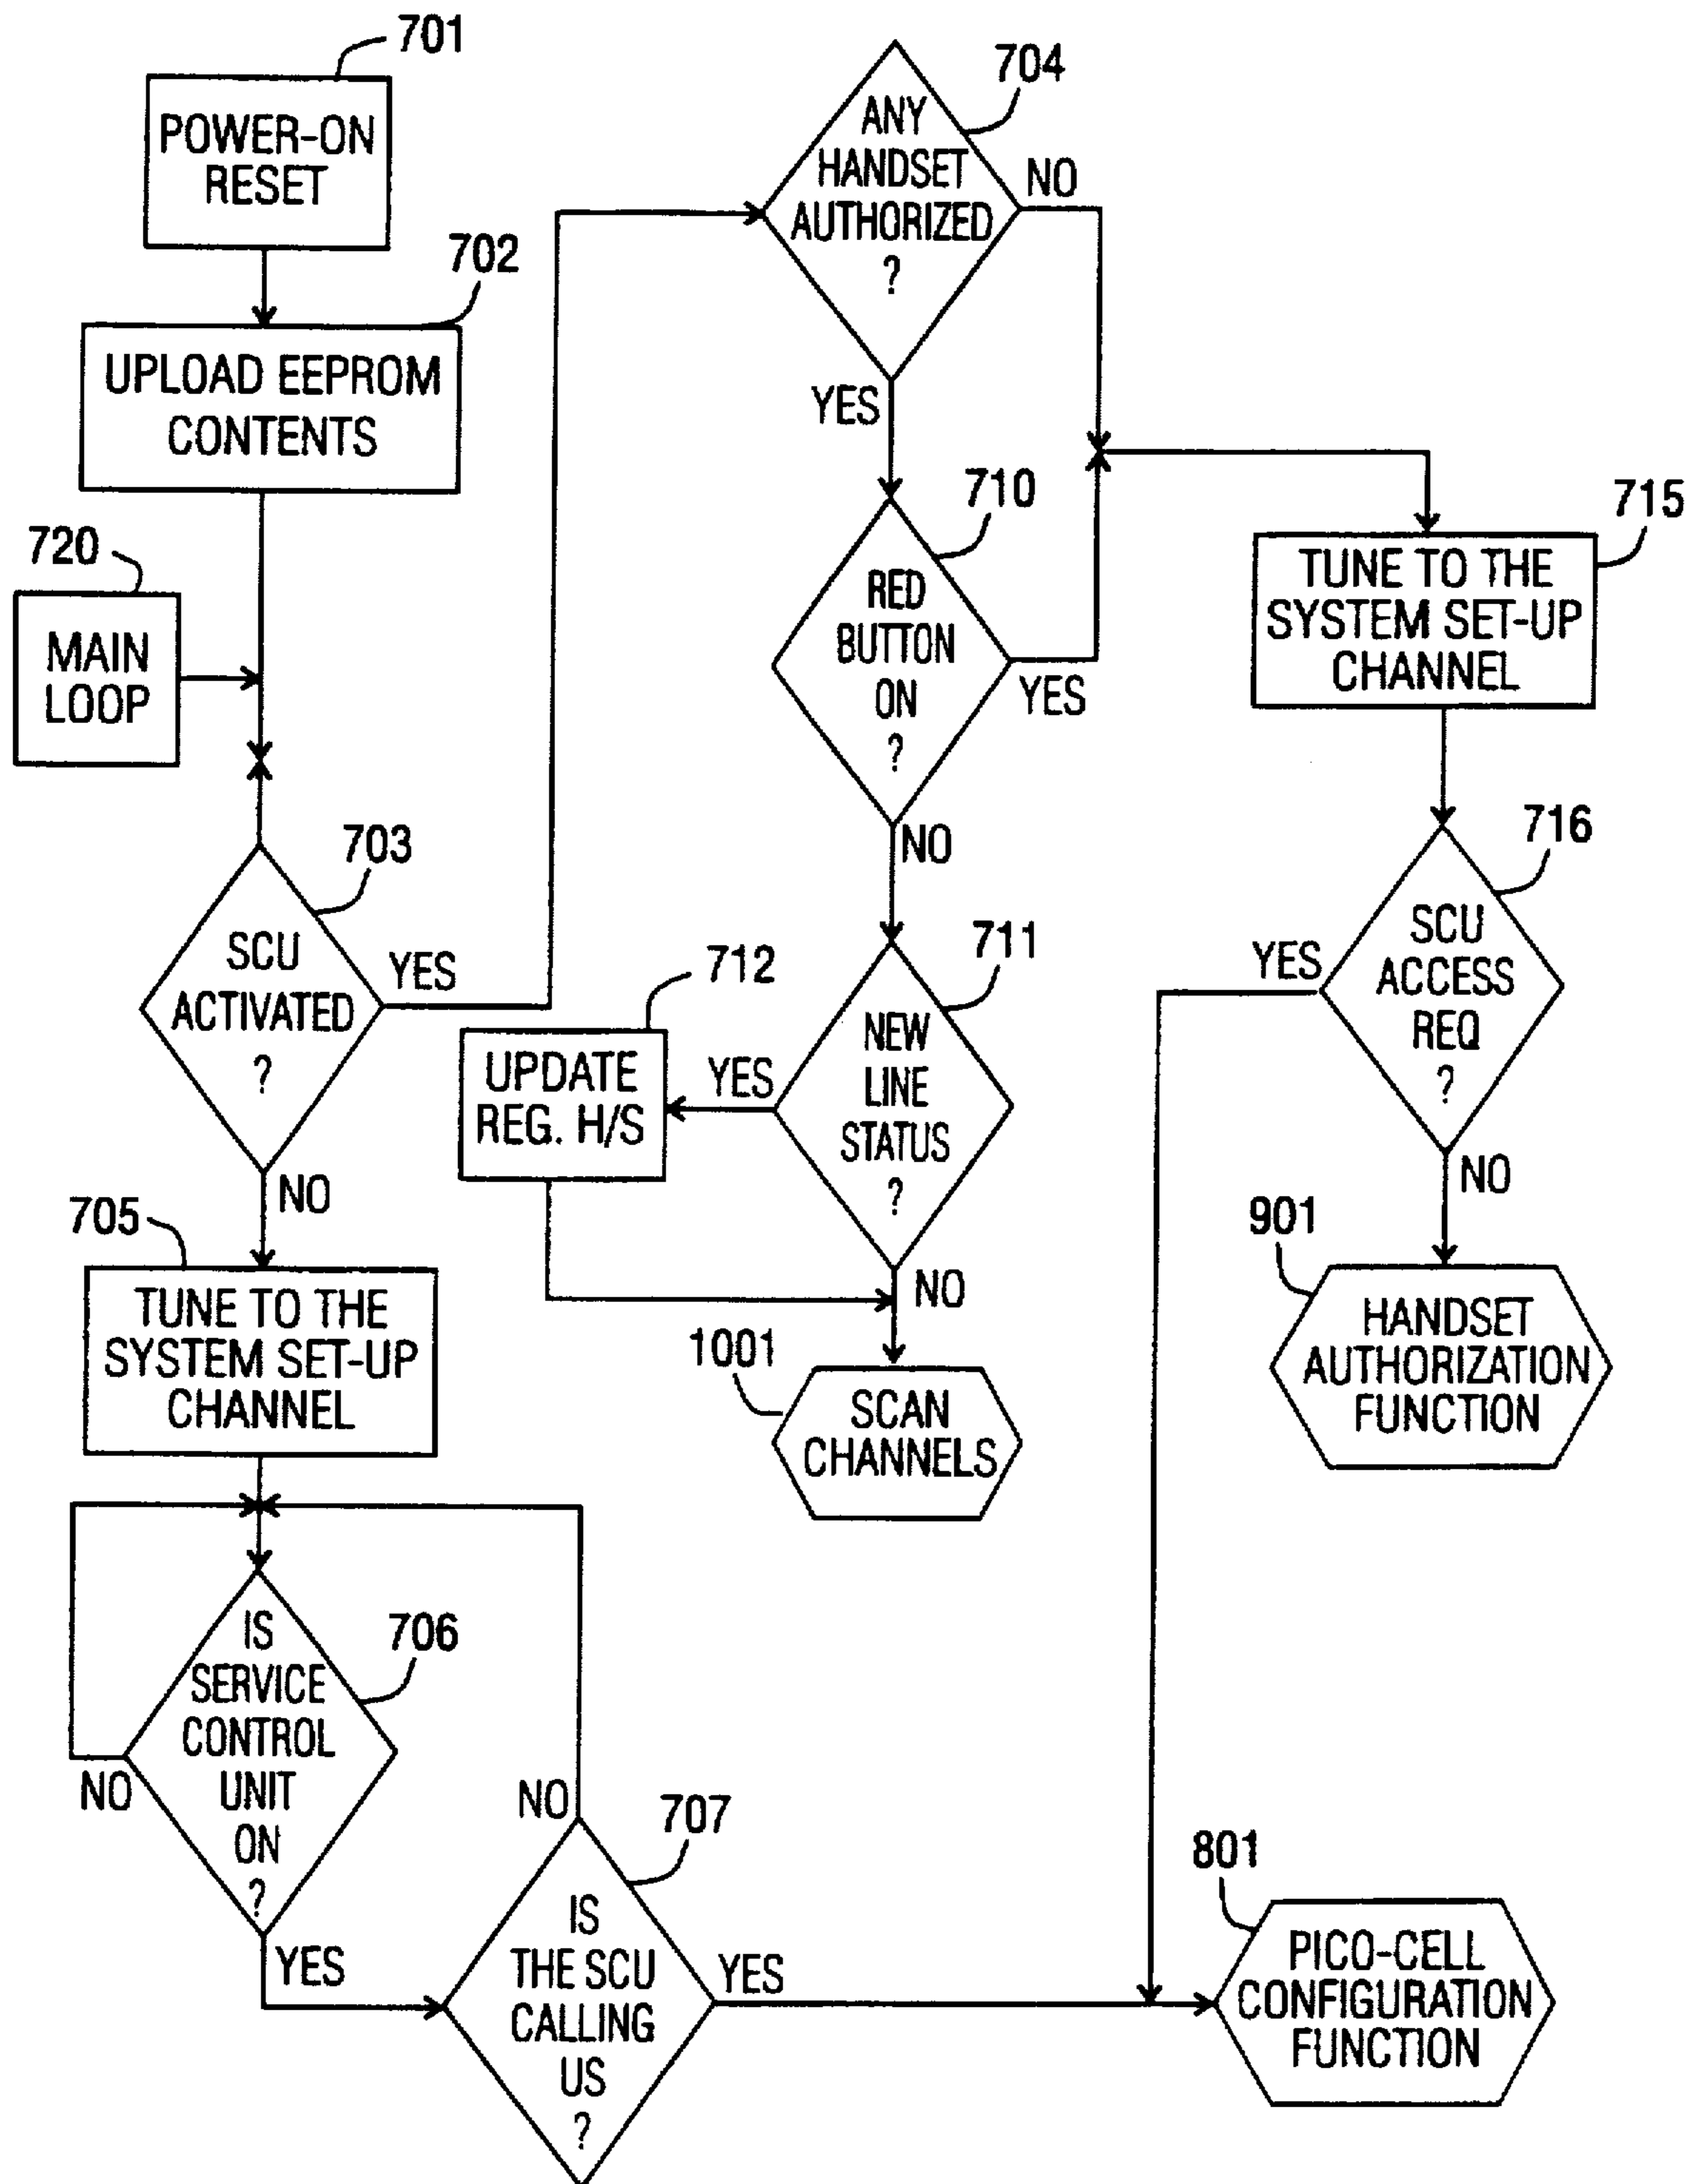 701
POWER-ON
RESET
702
UPLOAD EEPROM
CONTENTS
720
MAIN
LOOP
703
SCU
ACTIVATED
?
YES
NO
705
TUNE TO THE
SYSTEM SET-UP
CHANNEL
706
IS
SERVICE
CONTROL
UNIT
ON
?
NO
YES
707
IS
THE SCU
CALLING
US
?
NO
YES
704
ANY
HANDSET
AUTHORIZED
?
NO
YES
710
RED
BUTTON
ON
?
YES
NO
711
NEW
LINE
STATUS
?
YES
NO
712
UPDATE
REG. H/S
1001
SCAN
CHANNELS
715
TUNE TO THE
SYSTEM SET-UP
CHANNEL
716
SCU
ACCESS
REQ
?
YES
NO
901
HANDSET
AUTHORIZATION
FUNCTION
801
PICO-CELL
CONFIGURATION
FUNCTION